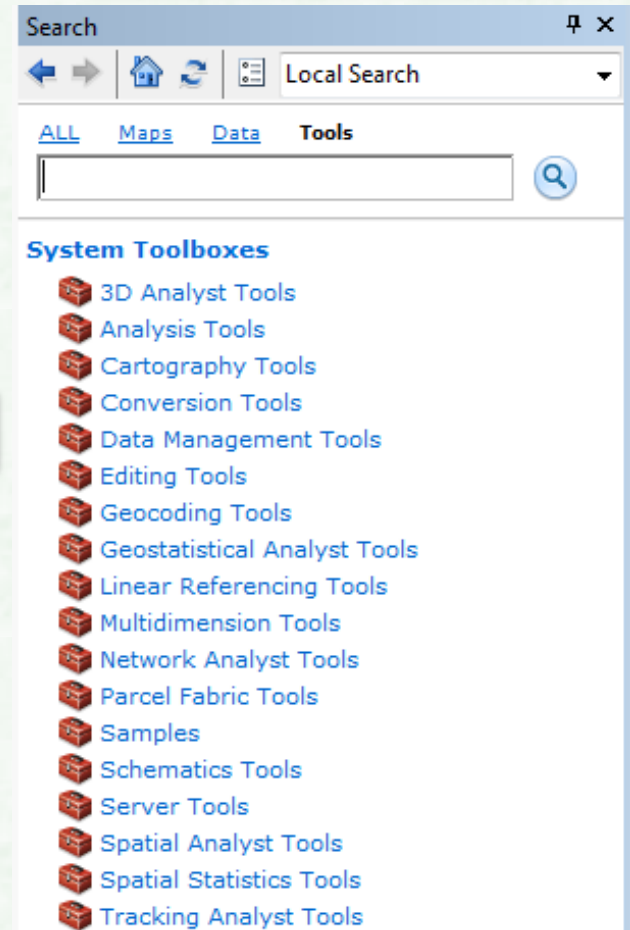 Search
Local Search
ALL Maps Data Tools
System Toolboxes
3D Analyst Tools
Analysis Tools
Cartography Tools
Conversion Tools
Data Management Tools
Editing Tools
Geocoding Tools
Geostatistical Analyst Tools
Linear Referencing Tools
Multidimension Tools
Network Analyst Tools
Parcel Fabric Tools
Samples
Schematics Tools
Server Tools
Spatial Analyst Tools
Spatial Statistics Tools
Tracking Analyst Tools